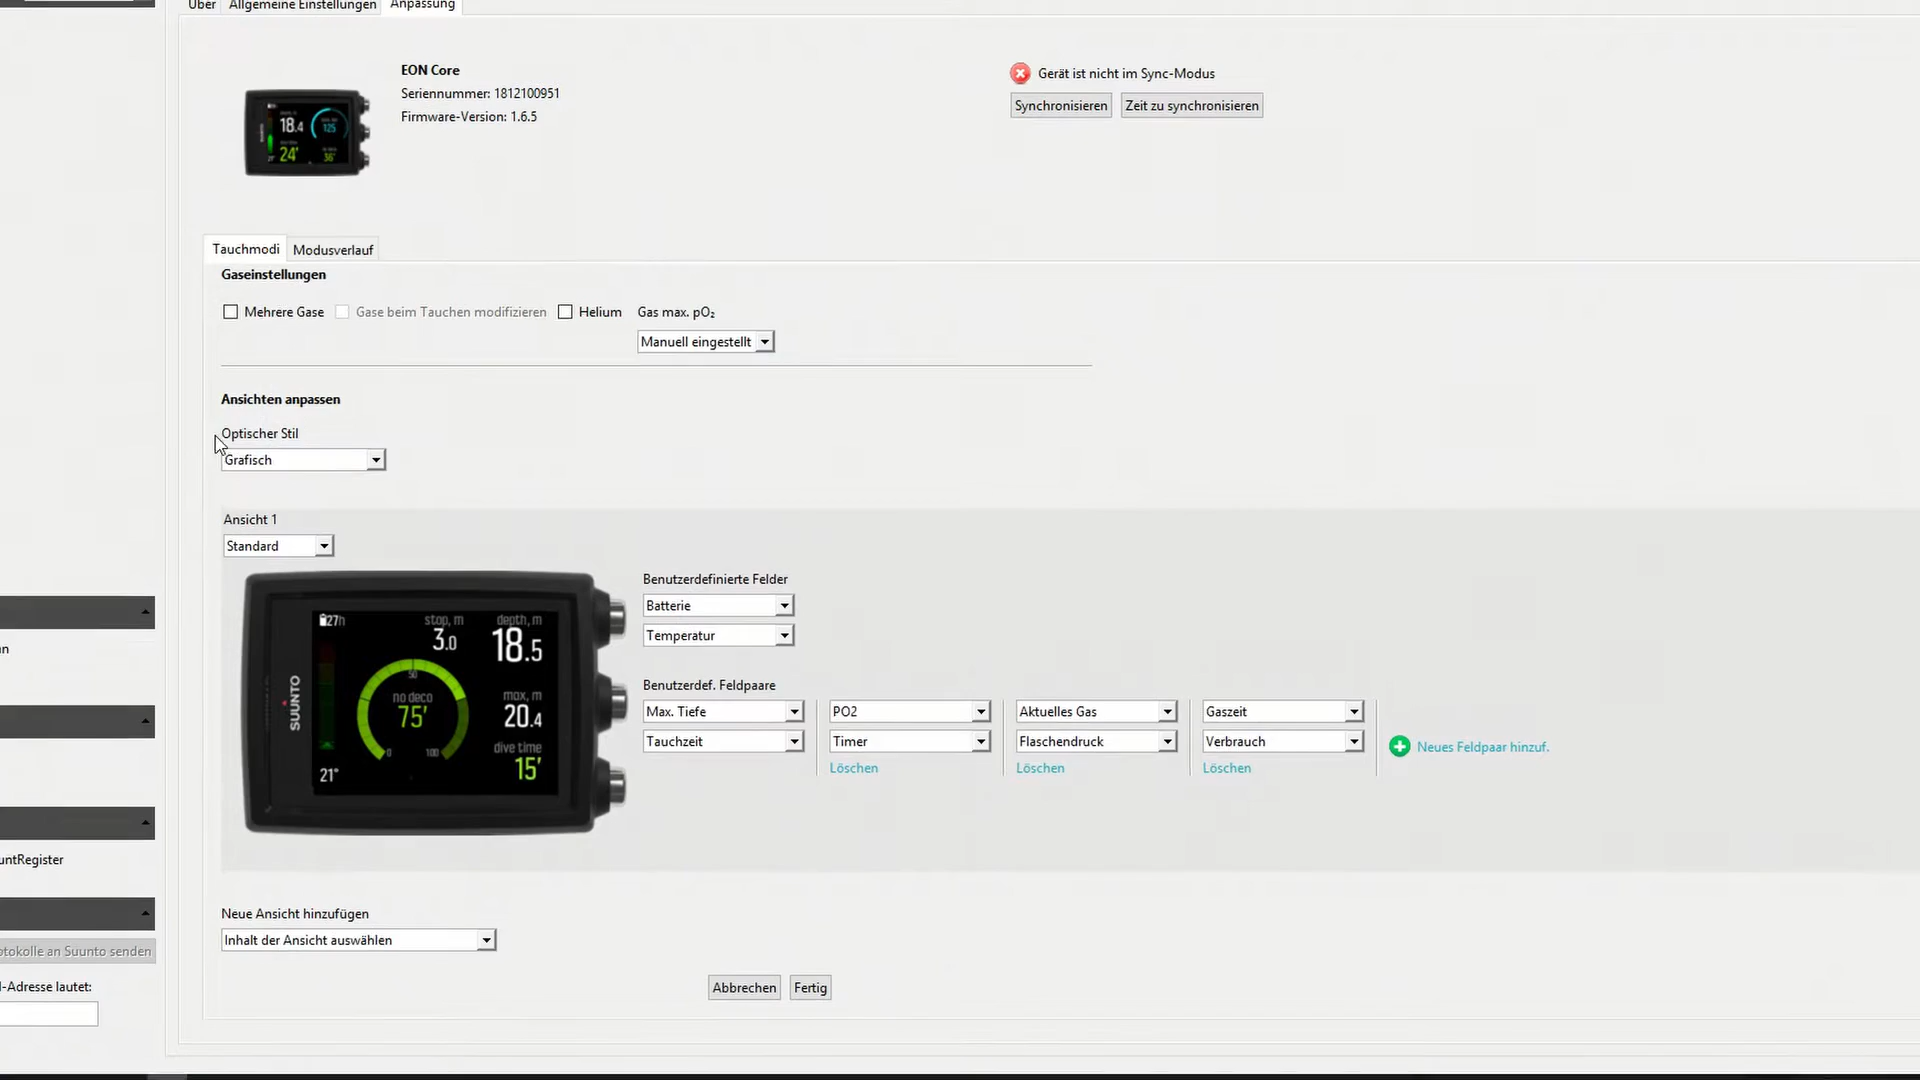 Über Allgemeine Einstellungen Anpassung
EON Core
Seriennummer: 1812100951
Firmware-Version: 1.6.5
Gerät ist nicht im Sync-Modus
Synchronisieren Zeit zu synchronisieren
Tauchmodi Modusverlauf
Gaseinstellungen
Mehrere Gase Gase beim Tauchen modifizieren Helium Gas max. pO₂
Manuell eingestellt
Ansichten anpassen
Optischer Stil
Grafisch
Ansicht 1
Standard
27h
stop, m
3.0
depth, m
18.5
50
no deco
75'
0 100
max, m
20.4
dive time
15'
21°
SUUNTO
Benutzerdefinierte Felder
Batterie
Temperatur
Benutzerdef. Feldpaare
Max. Tiefe PO2 Aktuelles Gas Gaszeit
Tauchzeit Timer Flaschendruck Verbrauch
Neues Feldpaar hinzuf.
Löschen Löschen Löschen
Neue Ansicht hinzufügen
Inhalt der Ansicht auswählen
Abbrechen Fertig
untRegister
otokolle an Suunto senden
l-Adresse lautet: